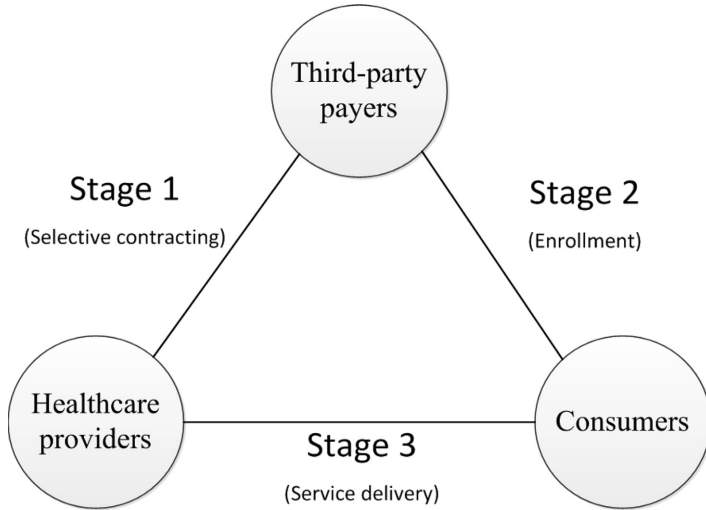 Third-party
payers
Stage 1
(Selective contracting)
Stage 2
(Enrollment)
Healthcare
providers
Consumers
Stage 3
(Service delivery)